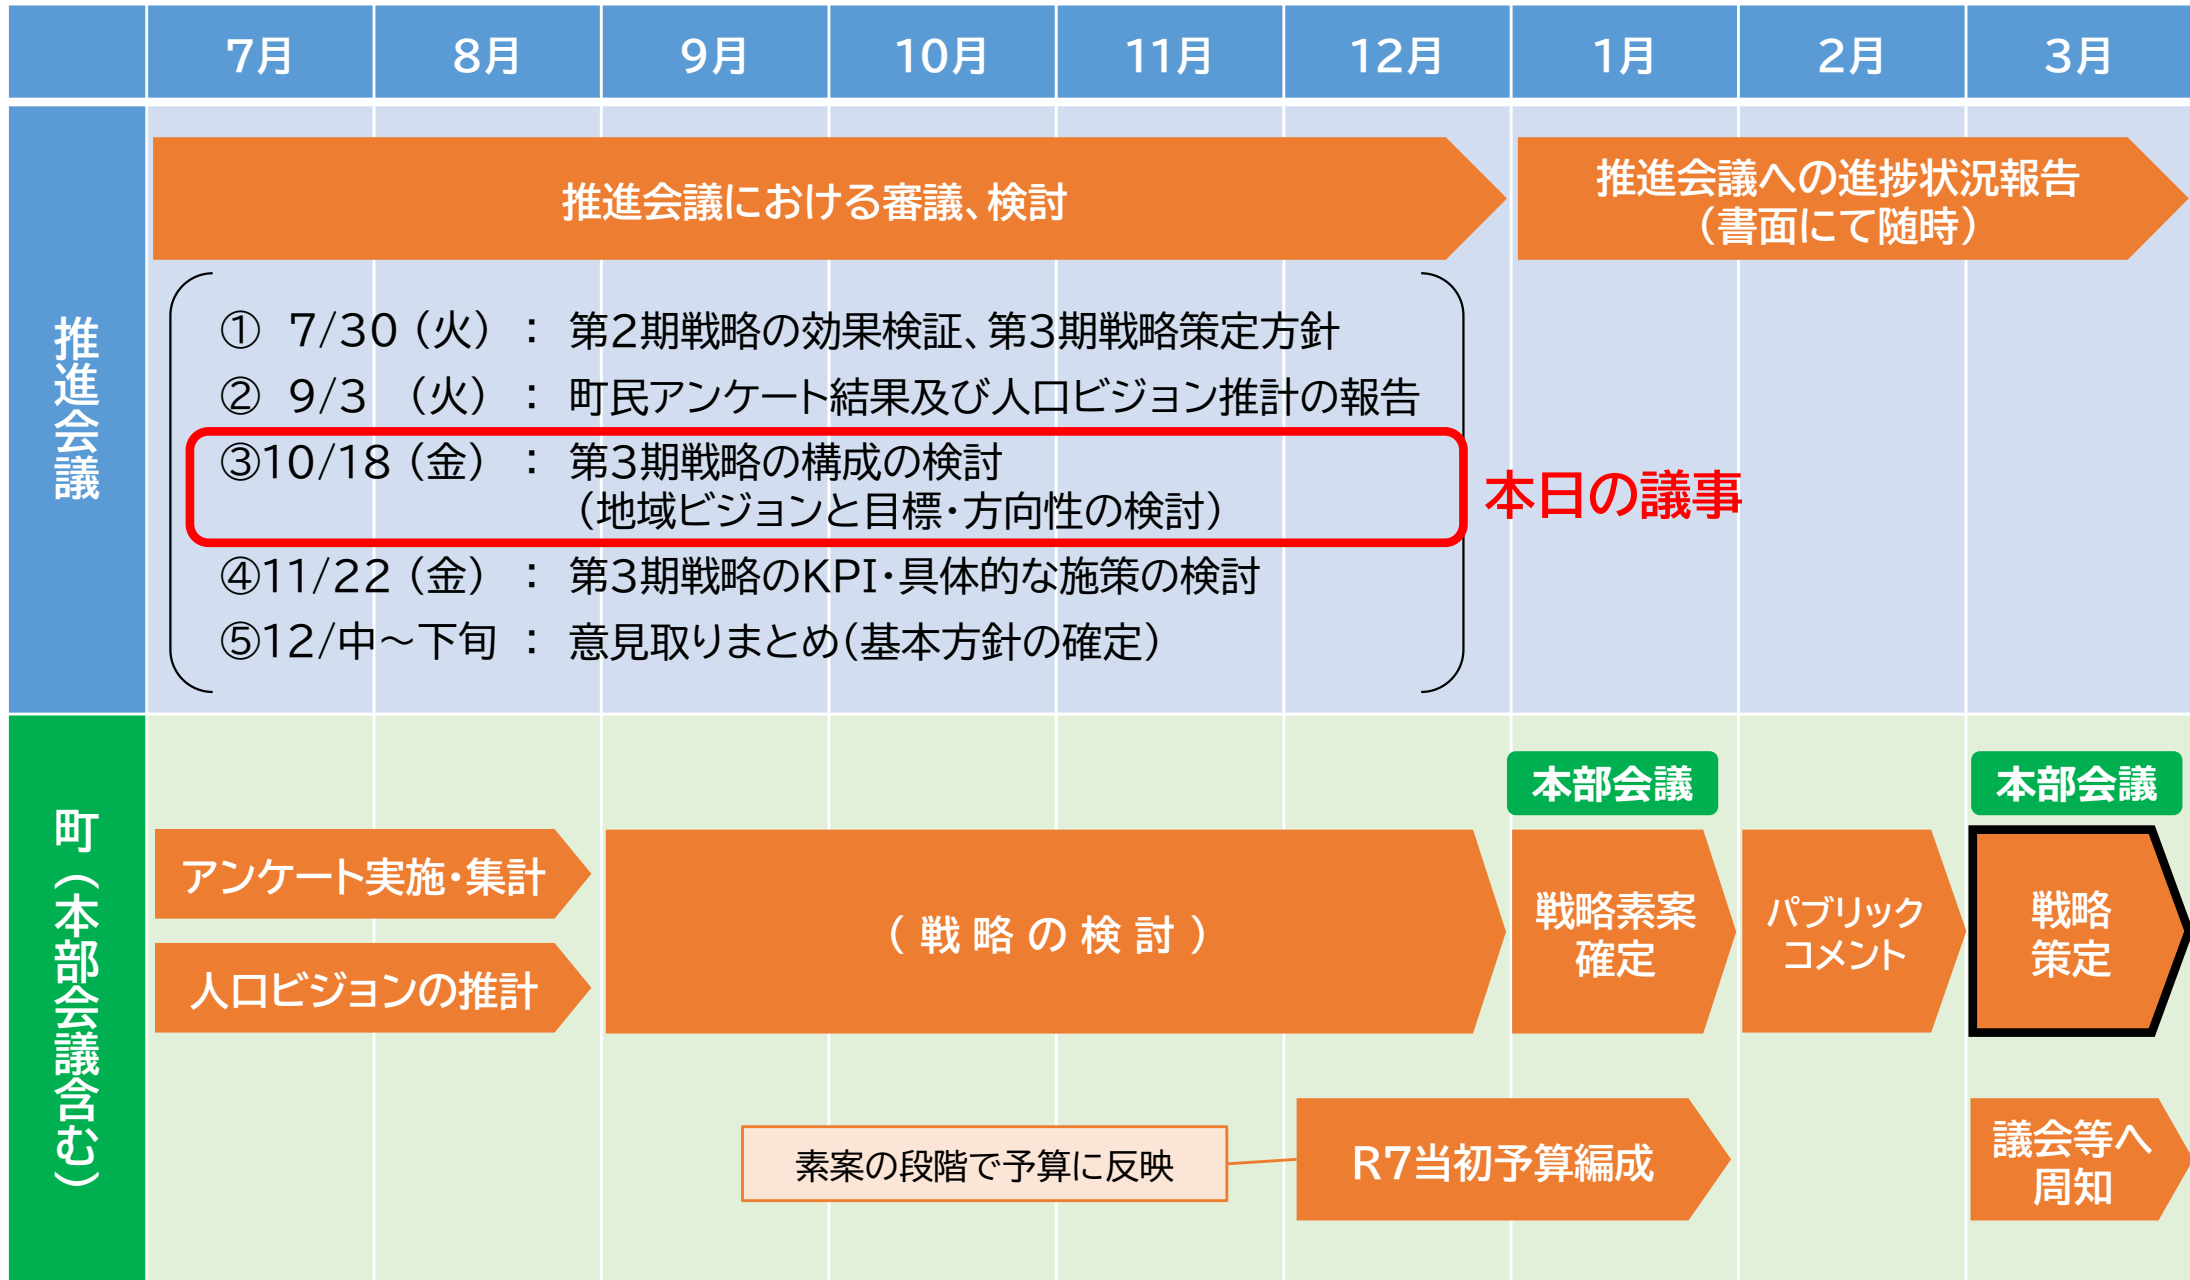 7月 8月 9月 10月 11月 12月 1月 2月 3月
推進会議
推進会議における審議、検討
推進会議への進捗状況報告
（書面にて随時）
① 7/30（火）： 第2期戦略の効果検証、第3期戦略策定方針
② 9/3 （火）： 町民アンケート結果及び人口ビジョン推計の報告
③10/18（金）： 第3期戦略の構成の検討
（地域ビジョンと目標・方向性の検討）
本日の議事
④11/22（金）： 第3期戦略のKPI・具体的な施策の検討
⑤12/中～下旬 ： 意見取りまとめ（基本方針の確定）
町（本部会議含む）
本部会議
本部会議
アンケート実施・集計
人口ビジョンの推計
（ 戦 略 の 検 討 ）
戦略素案
確定
パブリック
コメント
戦略
策定
素案の段階で予算に反映
R7当初予算編成
議会等へ
周知